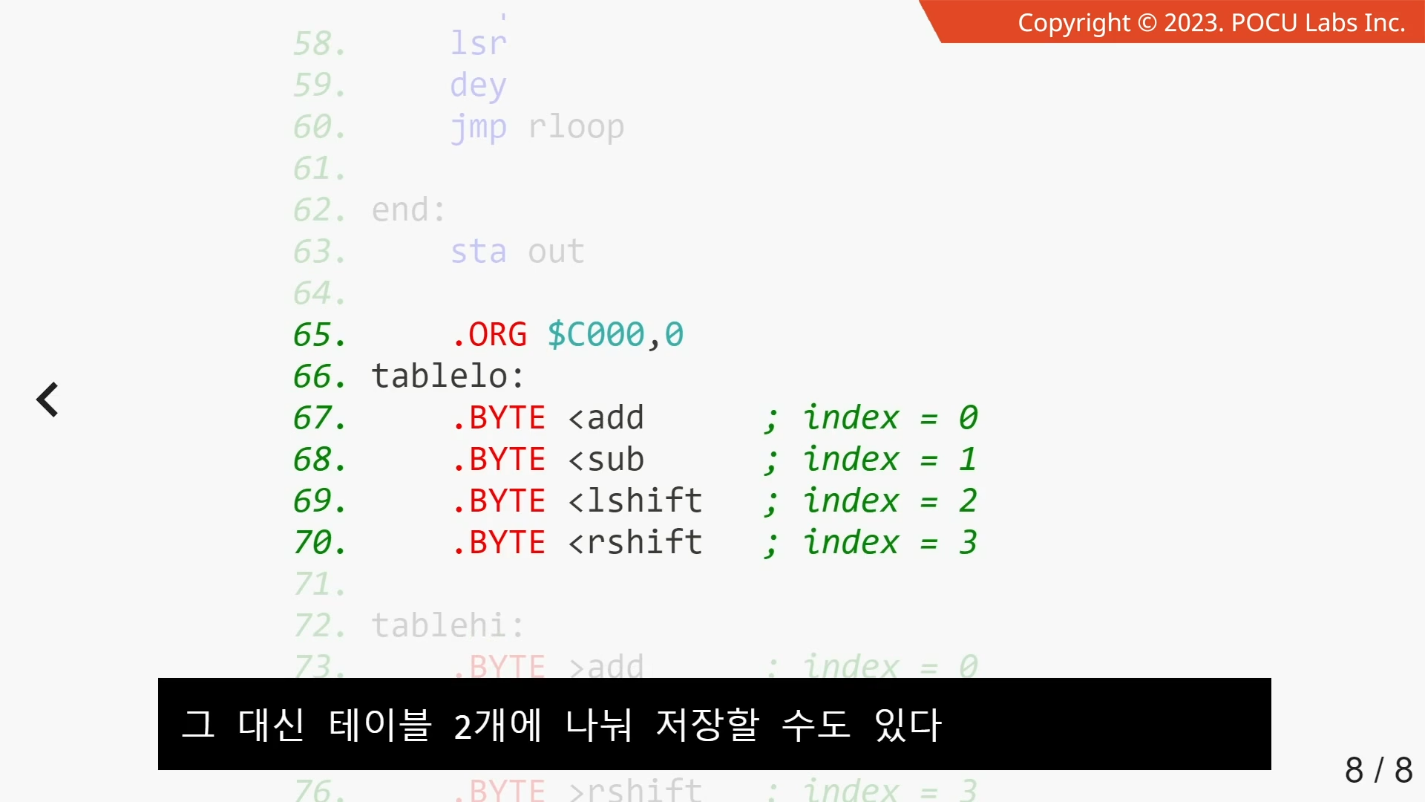 Copyright © 2023. POCU Labs Inc.
58. lsr
59. dey
60. jmp rloop
61.
62. end:
63. sta out
64.
65. .ORG $C000,0
66. tablelo:
67. .BYTE <add ; index = 0
68. .BYTE <sub ; index = 1
69. .BYTE <lshift ; index = 2
70. .BYTE <rshift ; index = 3
71.
72. tablehi:
73. .BYTE >add ; index = 0
그 대신 테이블 2개에 나눠 저장할 수도 있다
76. .BYTE >rshift ; index = 3
8 / 8